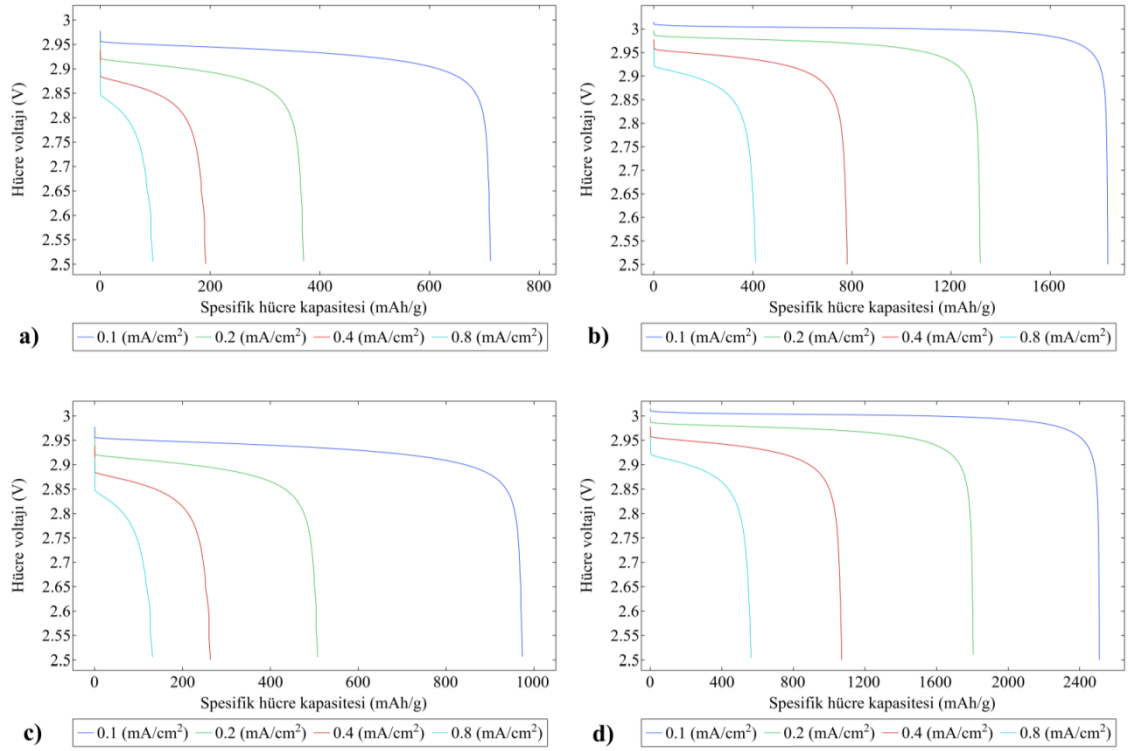 3
2.95
2.9
2.85
2.8
2.75
2.7
2.65
2.6
2.55
2.5
Hücre voltajı (V)
0 200 400 600 800
Spesifik hücre kapasitesi (mAh/g)
a)
0.1 (mA/cm²) 0.2 (mA/cm²) 0.4 (mA/cm²) 0.8 (mA/cm²)
3
2.95
2.9
2.85
2.8
2.75
2.7
2.65
2.6
2.55
2.5
Hücre voltajı (V)
0 400 800 1200 1600
Spesifik hücre kapasitesi (mAh/g)
b)
0.1 (mA/cm²) 0.2 (mA/cm²) 0.4 (mA/cm²) 0.8 (mA/cm²)
3
2.95
2.9
2.85
2.8
2.75
2.7
2.65
2.6
2.55
2.5
Hücre voltajı (V)
0 200 400 600 800 1000
Spesifik hücre kapasitesi (mAh/g)
c)
0.1 (mA/cm²) 0.2 (mA/cm²) 0.4 (mA/cm²) 0.8 (mA/cm²)
3
2.95
2.9
2.85
2.8
2.75
2.7
2.65
2.6
2.55
2.5
Hücre voltajı (V)
0 400 800 1200 1600 2000 2400
Spesifik hücre kapasitesi (mAh/g)
d)
0.1 (mA/cm²) 0.2 (mA/cm²) 0.4 (mA/cm²) 0.8 (mA/cm²)